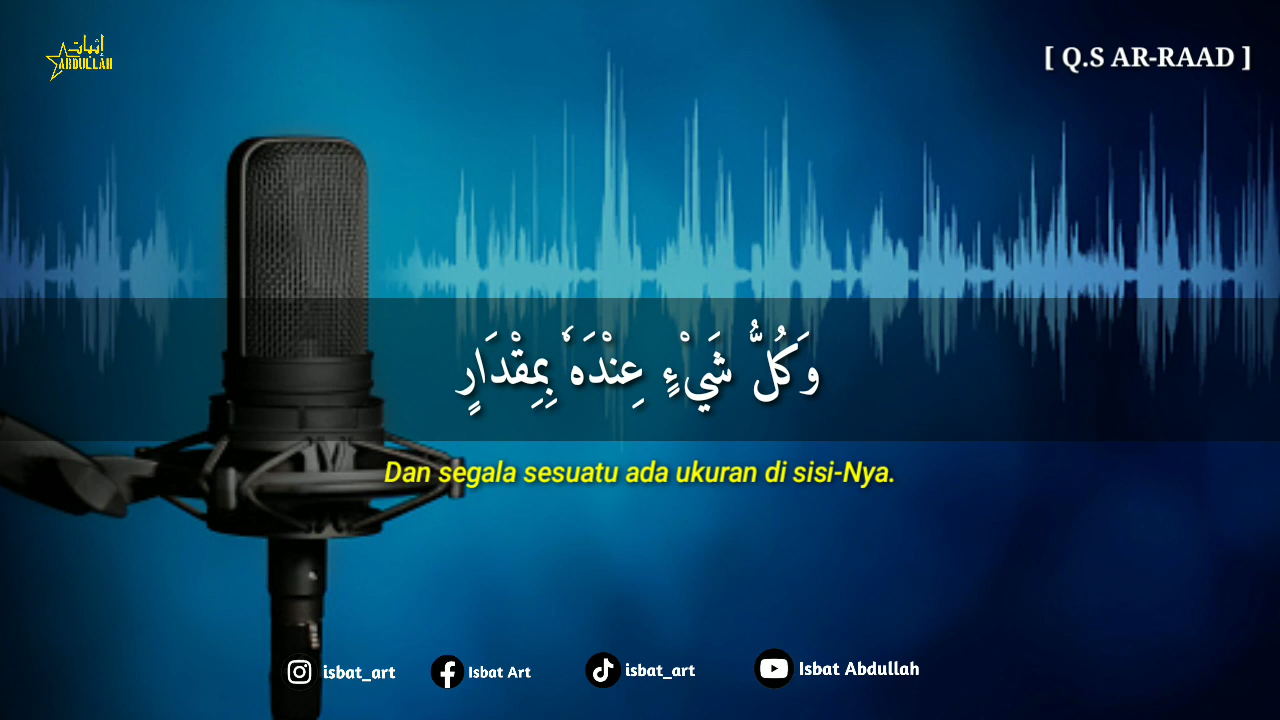 إثبات
ABDULLAH
[ Q.S AR-RAAD ]
وَكُلُّ شَيْءٍ عِنْدَهٗ بِمِقْدَارٍ
Dan segala sesuatu ada ukuran di sisi-Nya.
isbat_art
Isbat Art
isbat_art
Isbat Abdullah